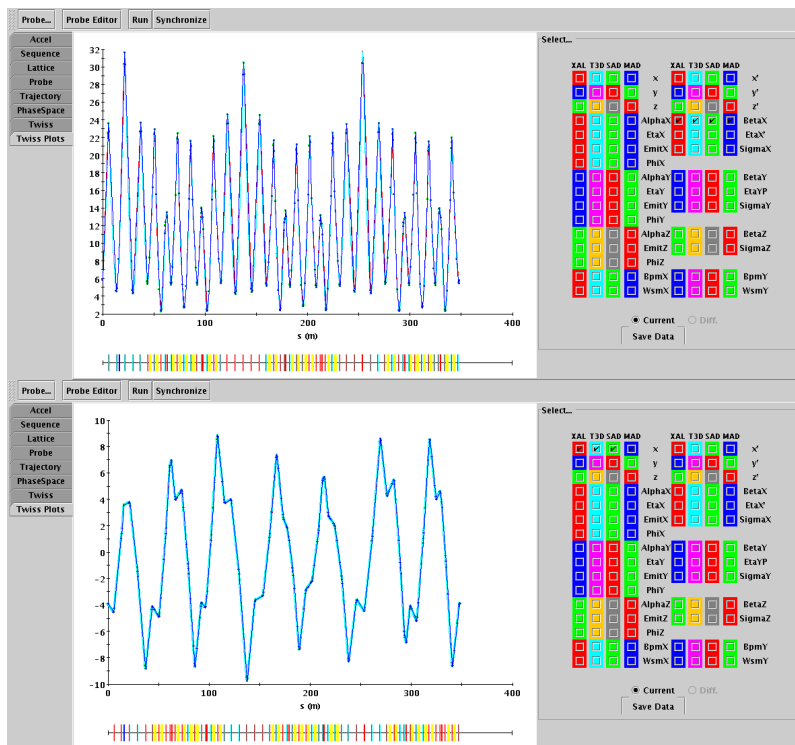 Probe... Probe Editor Run Synchronize
Accel
Sequence
Lattice
Probe
Trajectory
PhaseSpace
Twiss
Twiss Plots
32
30
28
26
24
22
20
18
16
14
12
10
8
6
4
2
0 100 200 300 400
s (m)
Select...
XAL T3D SAD MAD XAL T3D SAD MAD
x x'
y y'
z z'
AlphaX BetaX
EtaX EtaX'
EmitX SigmaX
PhiX
AlphaY BetaY
EtaY EtaYP
EmitY SigmaY
PhiY
AlphaZ BetaZ
EmitZ SigmaZ
PhiZ
BpmX BpmY
WsmX WsmY
Current Diff.
Save Data
Probe... Probe Editor Run Synchronize
Accel
Sequence
Lattice
Probe
Trajectory
PhaseSpace
Twiss
Twiss Plots
10
8
6
4
2
0
-2
-4
-6
-8
-10
0 100 200 300 400
s (m)
Select...
XAL T3D SAD MAD XAL T3D SAD MAD
x x'
y y'
z z'
AlphaX BetaX
EtaX EtaX'
EmitX SigmaX
PhiX
AlphaY BetaY
EtaY EtaYP
EmitY SigmaY
PhiY
AlphaZ BetaZ
EmitZ SigmaZ
PhiZ
BpmX BpmY
WsmX WsmY
Current Diff.
Save Data